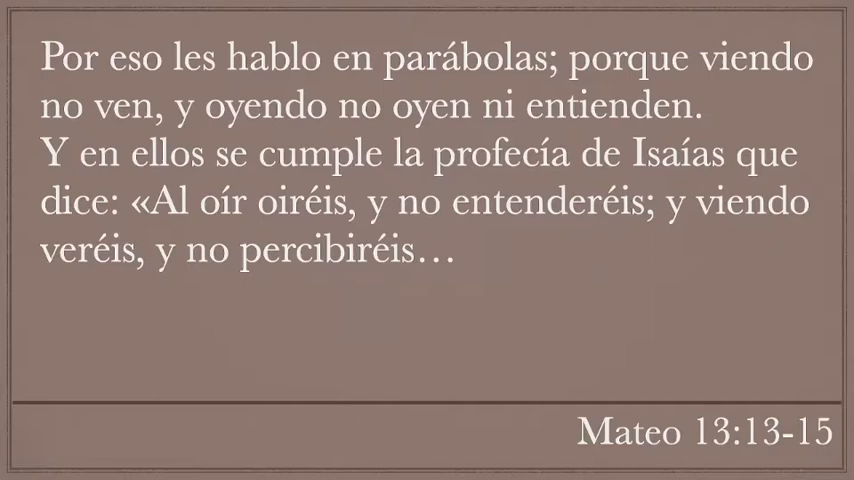 Por eso les hablo en parábolas; porque viendo
no ven, y oyendo no oyen ni entienden.
Y en ellos se cumple la profecía de Isaías que
dice: «Al oír oiréis, y no entenderéis; y viendo
veréis, y no percibiréis…
Mateo 13:13-15